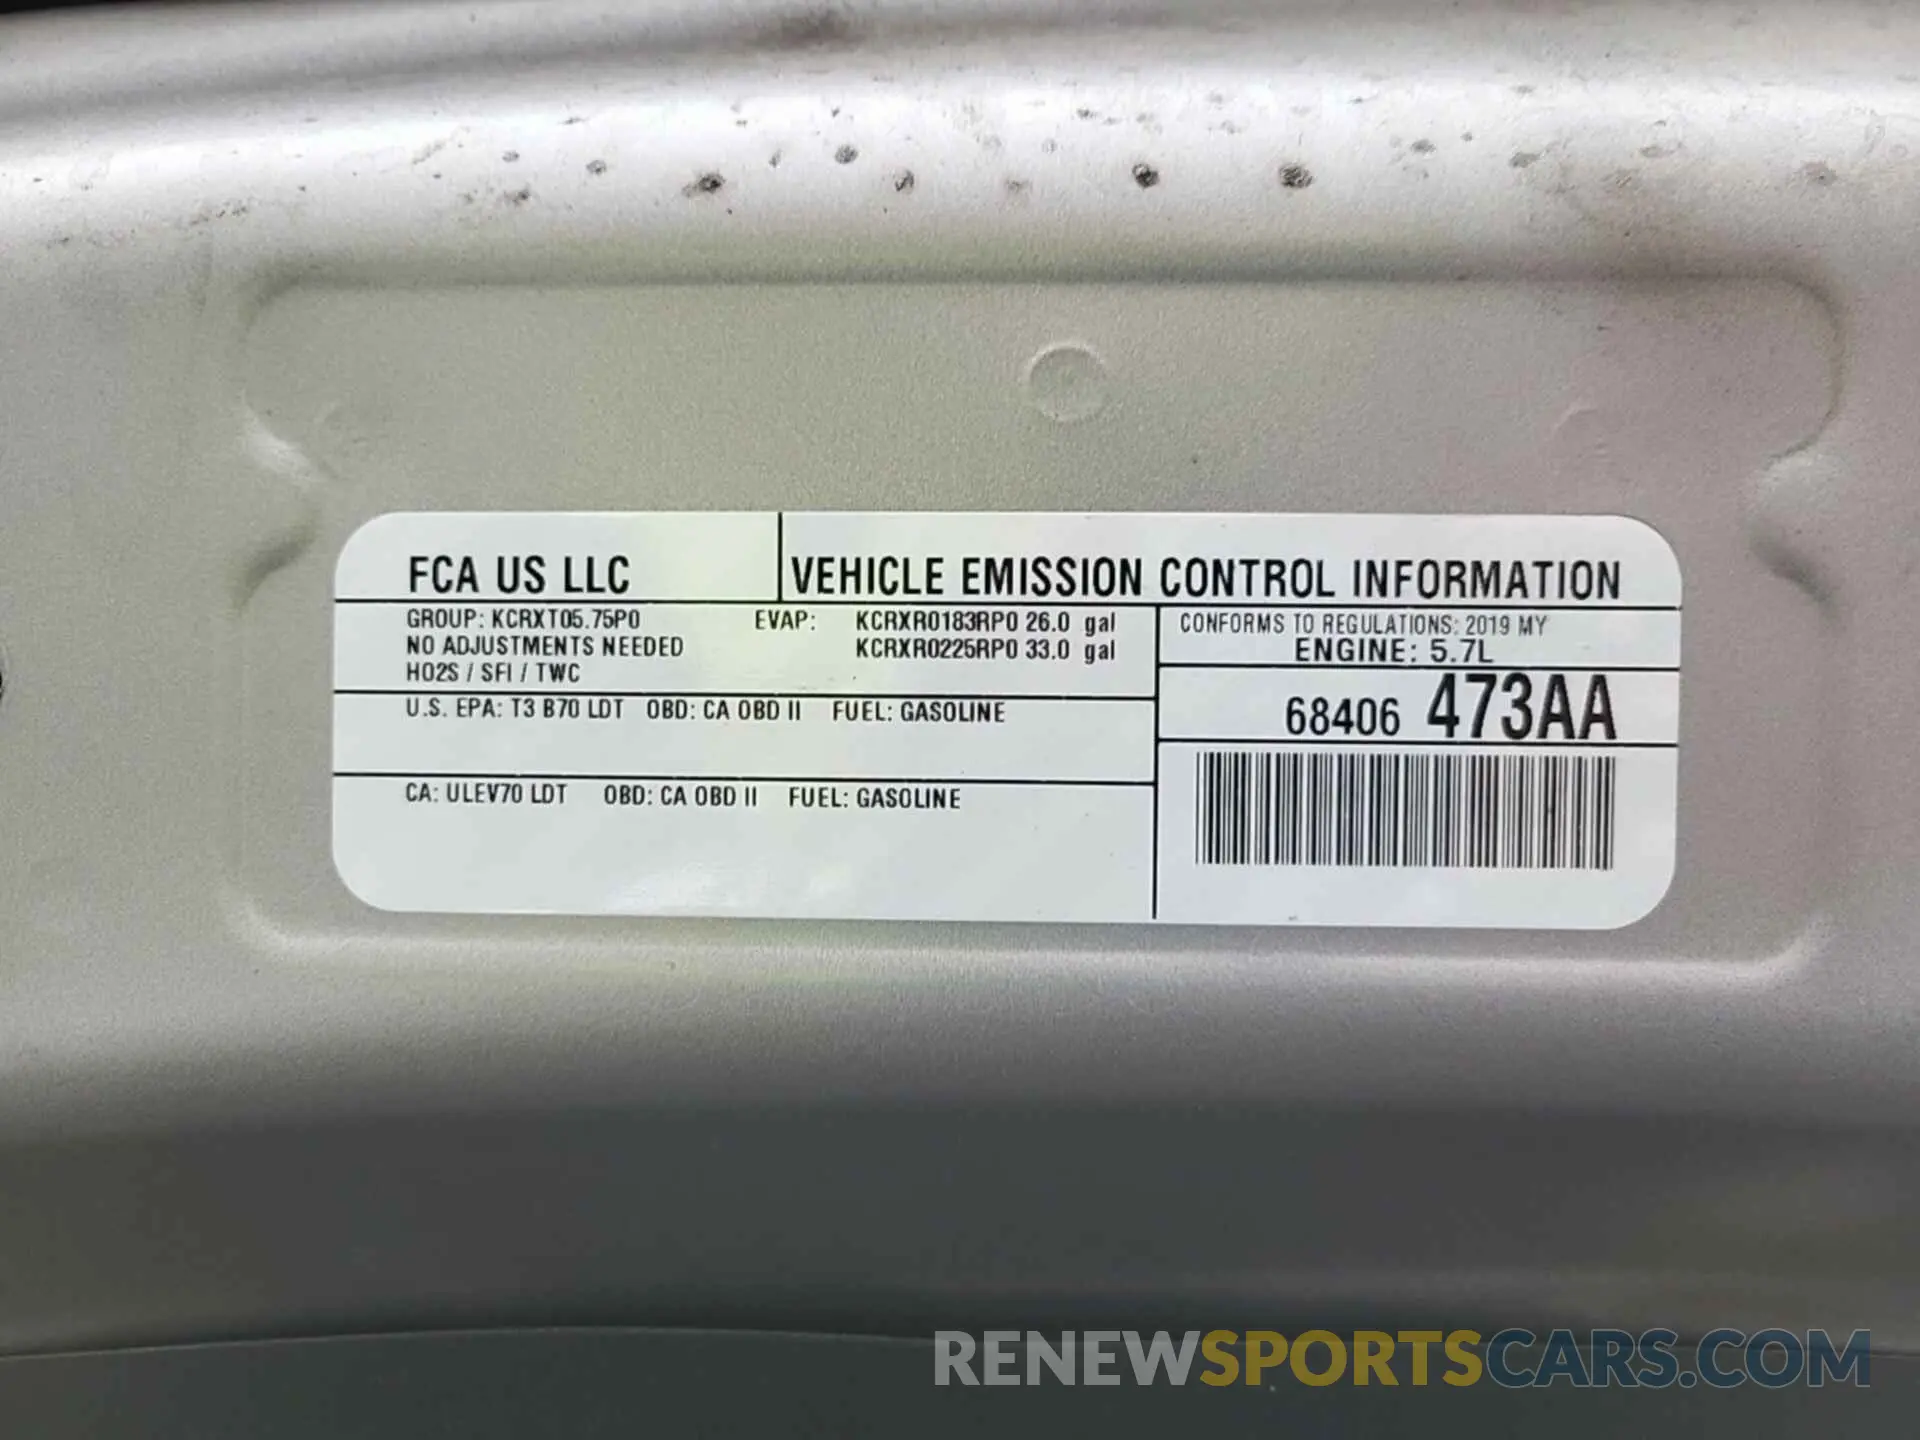 FCA US LLC
VEHICLE EMISSION CONTROL INFORMATION
GROUP: KCRXT05.75P0
NO ADJUSTMENTS NEEDED
HO2S / SFI / TWC
EVAP: KCRXR0183RP0 26.0 gal
KCRXR0225RP0 33.0 gal
CONFORMS TO REGULATIONS: 2019 MY
ENGINE: 5.7L
68406 473AA
U.S. EPA: T3 B70 LDT OBD: CA OBD II FUEL: GASOLINE
CA: ULEV70 LDT OBD: CA OBD II FUEL: GASOLINE
RENEWSPORTSCARS.COM